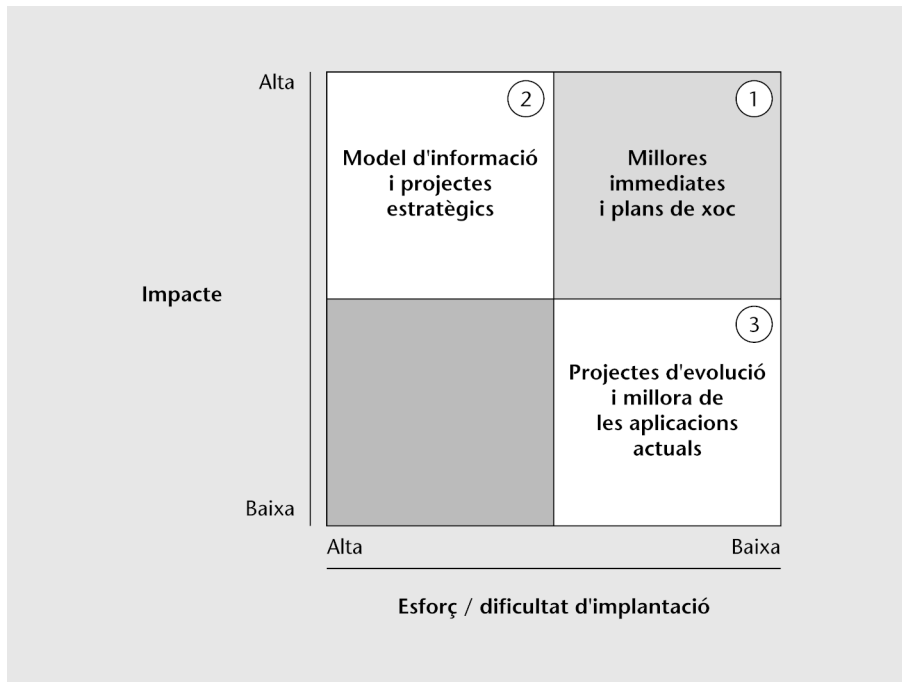 Alta
2
1
Model d'informació
i projectes
estratègics
Millores
immediates
i plans de xoc
Impacte
3
Projectes d'evolució
i millora de
les aplicacions
actuals
Baixa
Alta
Baixa
Esforç / dificultat d'implantació